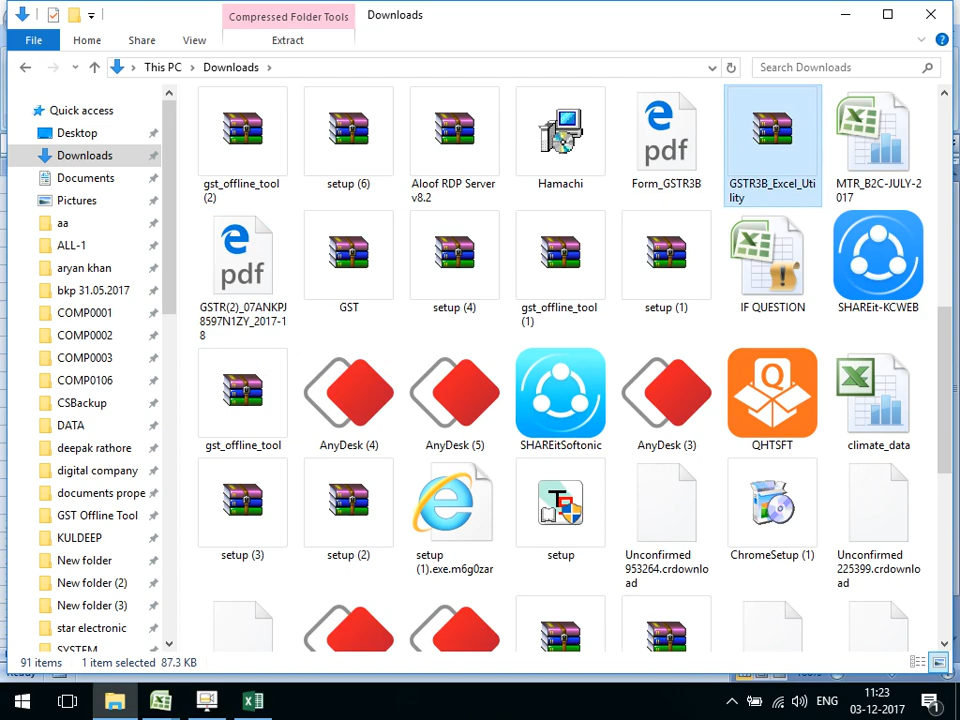 Compressed Folder Tools
Downloads
File
Home
Share
View
Extract
This PC
Downloads
Search Downloads
Quick access
Desktop
Downloads
Documents
Pictures
aa
ALL-1
aryan khan
bkp 31.05.2017
COMP0001
COMP0002
COMP0003
COMP0106
CSBackup
DATA
deepak rathore
digital company
documents prope
GST Offline Tool
KULDEEP
New folder
New folder (2)
New folder (3)
star electronic
SYSTEM
gst_offline_tool
(2)
setup (6)
Aloof RDP Server
v8.2
Hamachi
pdf
Form_GSTR3B
GSTR3B_Excel_Uti
lity
MTR_B2C-JULY-2
017
pdf
GSTR(2)_07ANKPJ
8597N1ZY_2017-1
8
GST
setup (4)
gst_offline_tool
(1)
setup (1)
IF QUESTION
SHAREit-KCWEB
gst_offline_tool
AnyDesk (4)
AnyDesk (5)
SHAREitSoftonic
AnyDesk (3)
Q
QHTSFT
climate_data
setup (3)
setup (2)
setup
(1).exe.m6g0zar
setup
Unconfirmed
953264.crdownlo
ad
ChromeSetup (1)
Unconfirmed
225399.crdownlo
ad
91 items
1 item selected
87.3 KB
ENG
11:23
03-12-2017
1